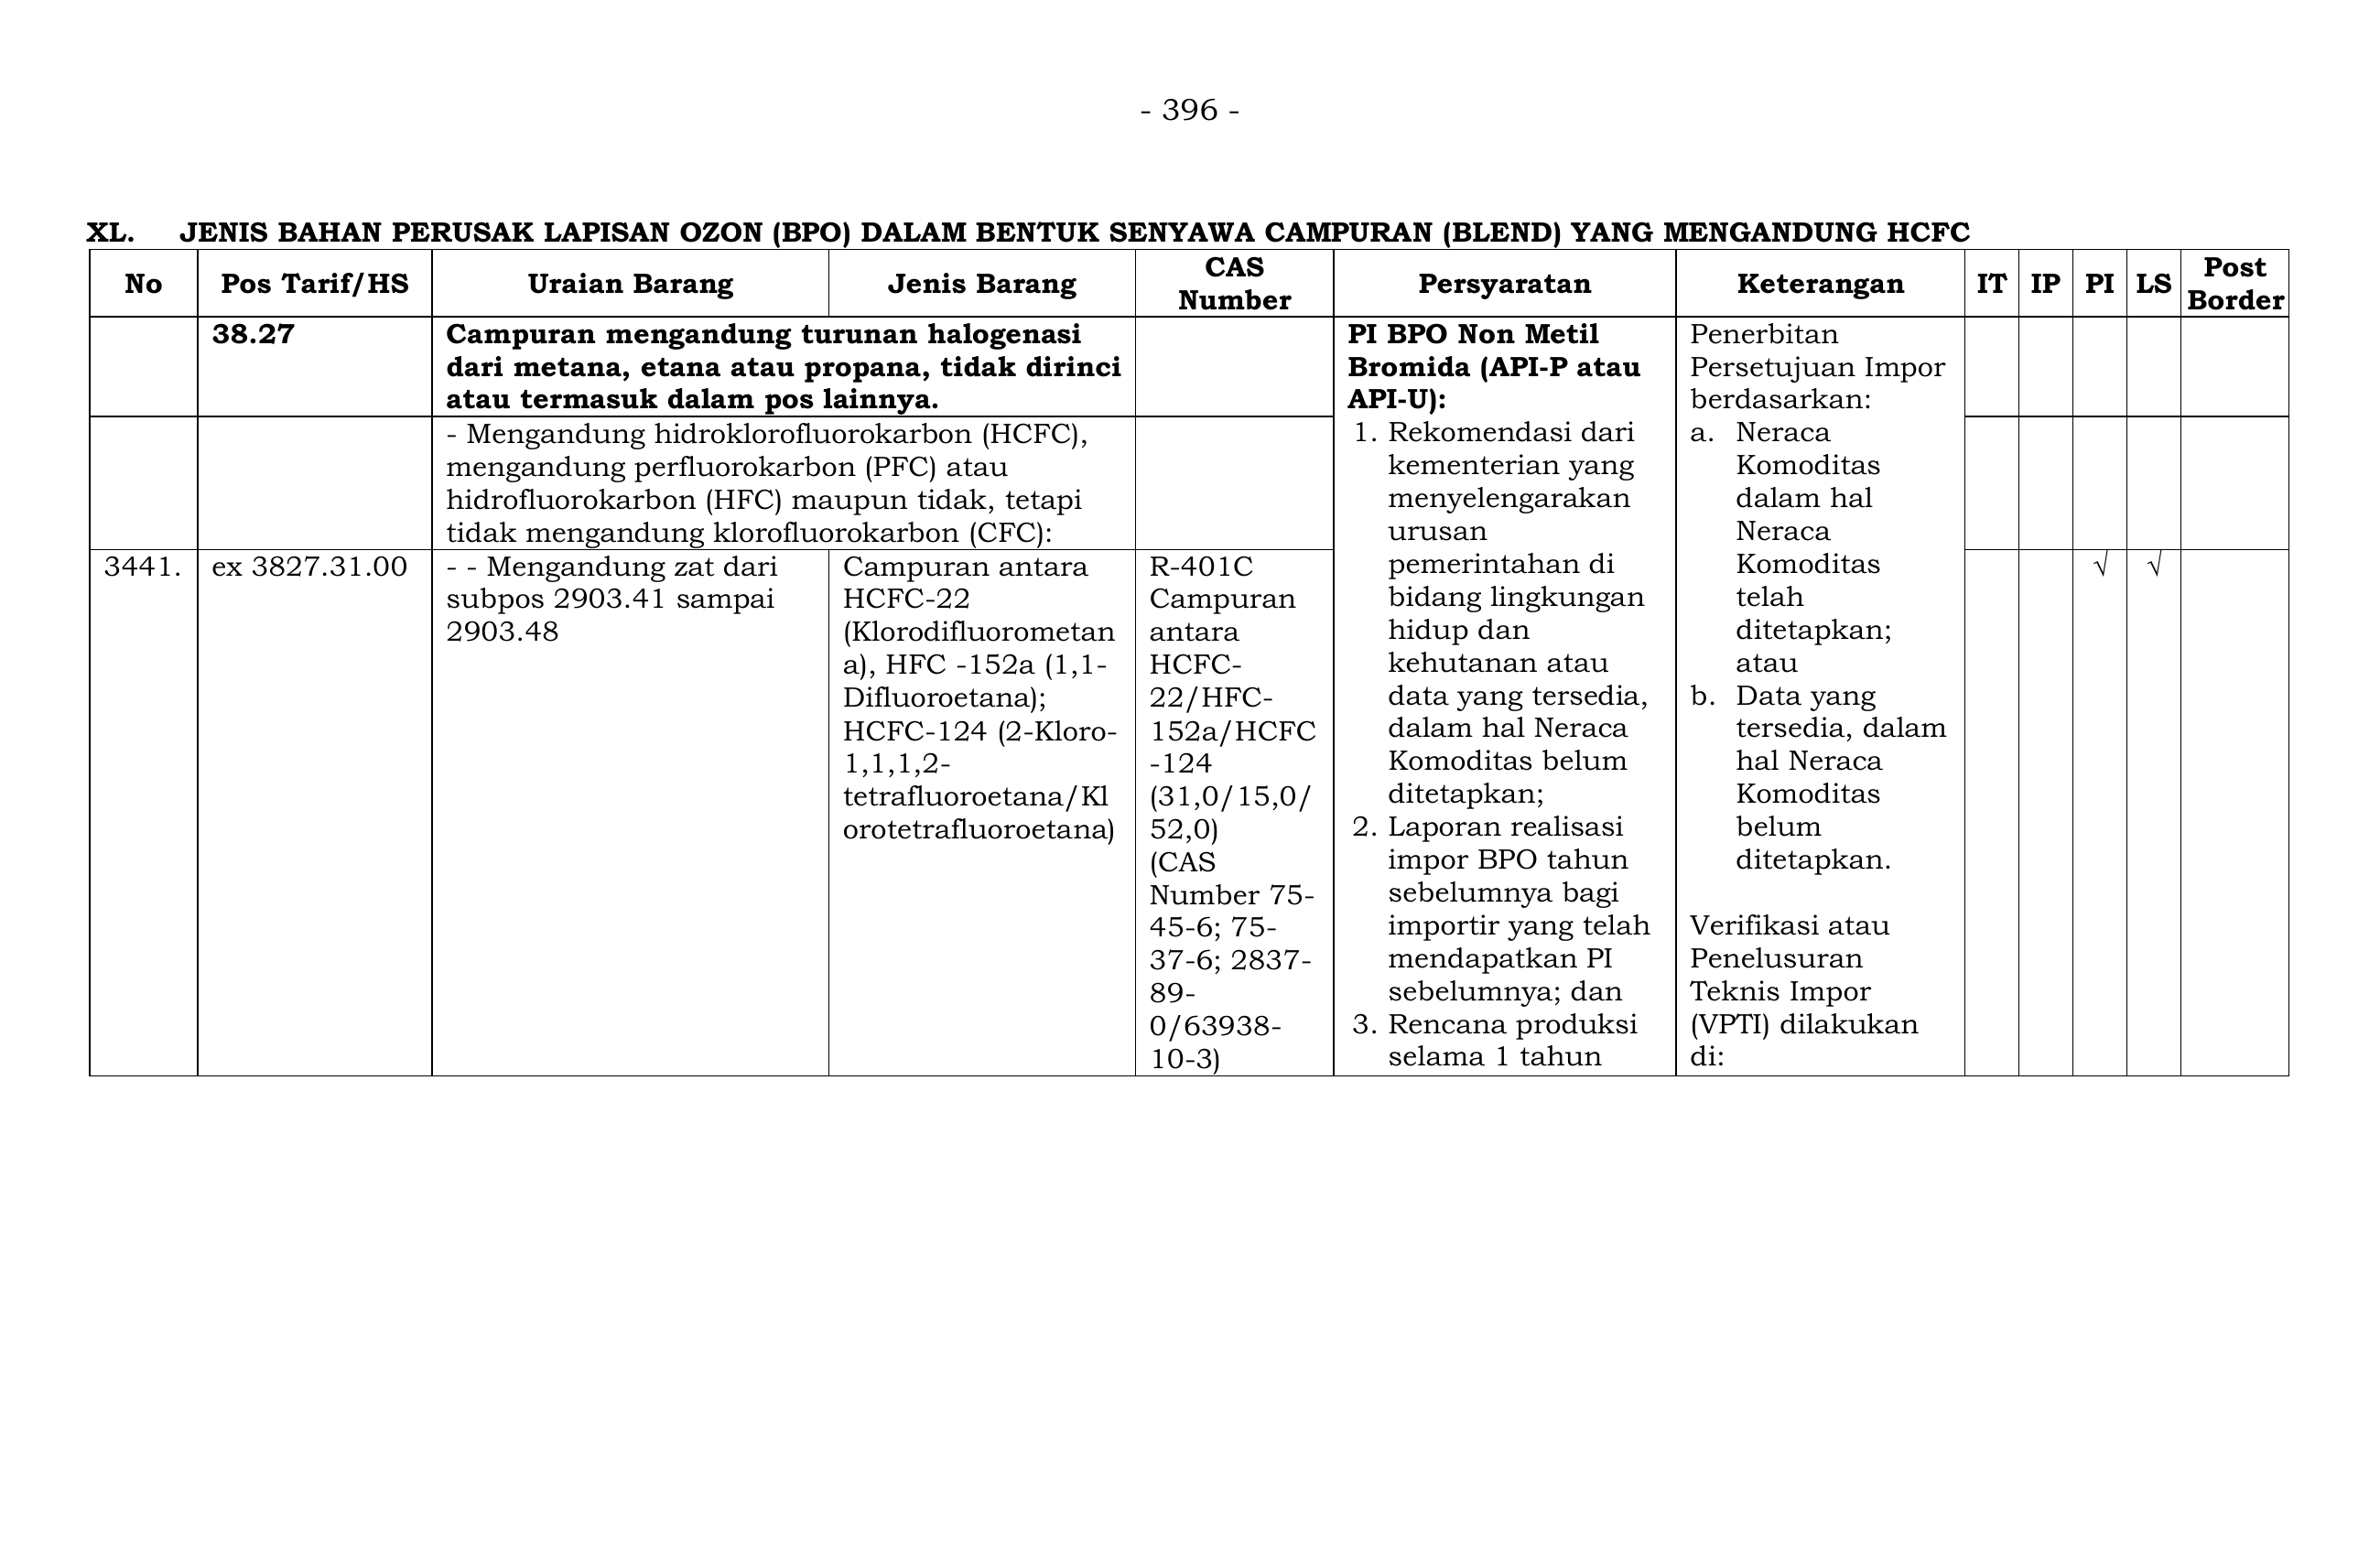 - 396 -
XL. JENIS BAHAN PERUSAK LAPISAN OZON (BPO) DALAM BENTUK SENYAWA CAMPURAN (BLEND) YANG MENGANDUNG HCFC
No
Pos Tarif/HS
Uraian Barang
Jenis Barang
CAS
Number
Persyaratan
Keterangan
IT
IP
PI
LS
Post
Border
38.27
Campuran mengandung turunan halogenasi
dari metana, etana atau propana, tidak dirinci
atau termasuk dalam pos lainnya.
- Mengandung hidroklorofluorokarbon (HCFC),
mengandung perfluorokarbon (PFC) atau
hidrofluorokarbon (HFC) maupun tidak, tetapi
tidak mengandung klorofluorokarbon (CFC):
3441.
ex 3827.31.00
- - Mengandung zat dari
subpos 2903.41 sampai
2903.48
Campuran antara
HCFC-22
(Klorodifluorometan
a), HFC -152a (1,1-
Difluoroetana);
HCFC-124 (2-Kloro-
1,1,1,2-
tetrafluoroetana/Kl
orotetrafluoroetana)
R-401C
Campuran
antara
HCFC-
22/HFC-
152a/HCFC
-124
(31,0/15,0/
52,0)
(CAS
Number 75-
45-6; 75-
37-6; 2837-
89-
0/63938-
10-3)
PI BPO Non Metil
Bromida (API-P atau
API-U):
1. Rekomendasi dari
kementerian yang
menyelengarakan
urusan
pemerintahan di
bidang lingkungan
hidup dan
kehutanan atau
data yang tersedia,
dalam hal Neraca
Komoditas belum
ditetapkan;
2. Laporan realisasi
impor BPO tahun
sebelumnya bagi
importir yang telah
mendapatkan PI
sebelumnya; dan
3. Rencana produksi
selama 1 tahun
Penerbitan
Persetujuan Impor
berdasarkan:
a. Neraca
Komoditas
dalam hal
Neraca
Komoditas
telah
ditetapkan;
atau
b. Data yang
tersedia, dalam
hal Neraca
Komoditas
belum
ditetapkan.
Verifikasi atau
Penelusuran
Teknis Impor
(VPTI) dilakukan
di:
√
√